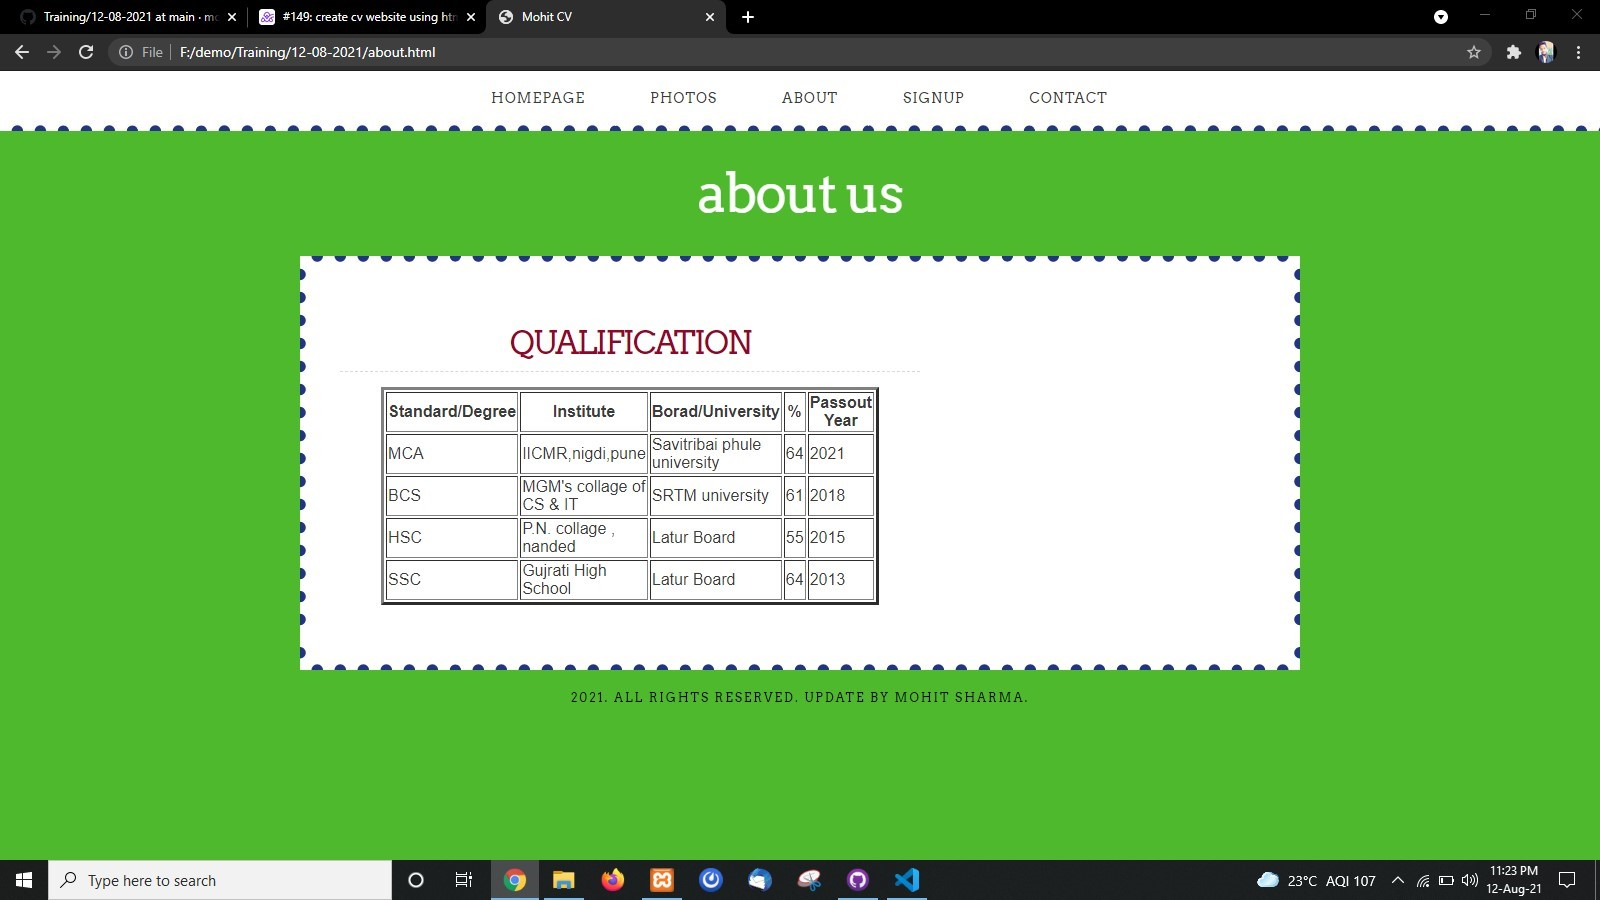 Training/12-08-2021 at main · mo
#149: create cv website using htm
Mohit CV
File
F:/demo/Training/12-08-2021/about.html
HOMEPAGE PHOTOS ABOUT SIGNUP CONTACT
about us
QUALIFICATION
Standard/Degree Institute Borad/University % Passout
Year
MCA IICMR,nigdi,pune Savitribai phule
university 64 2021
BCS MGM's collage of
CS & IT SRTM university 61 2018
HSC P.N. collage ,
nanded Latur Board 55 2015
SSC Gujrati High
School Latur Board 64 2013
2021. ALL RIGHTS RESERVED. UPDATE BY MOHIT SHARMA.
Type here to search
23°C AQI 107
11:23 PM
12-Aug-21